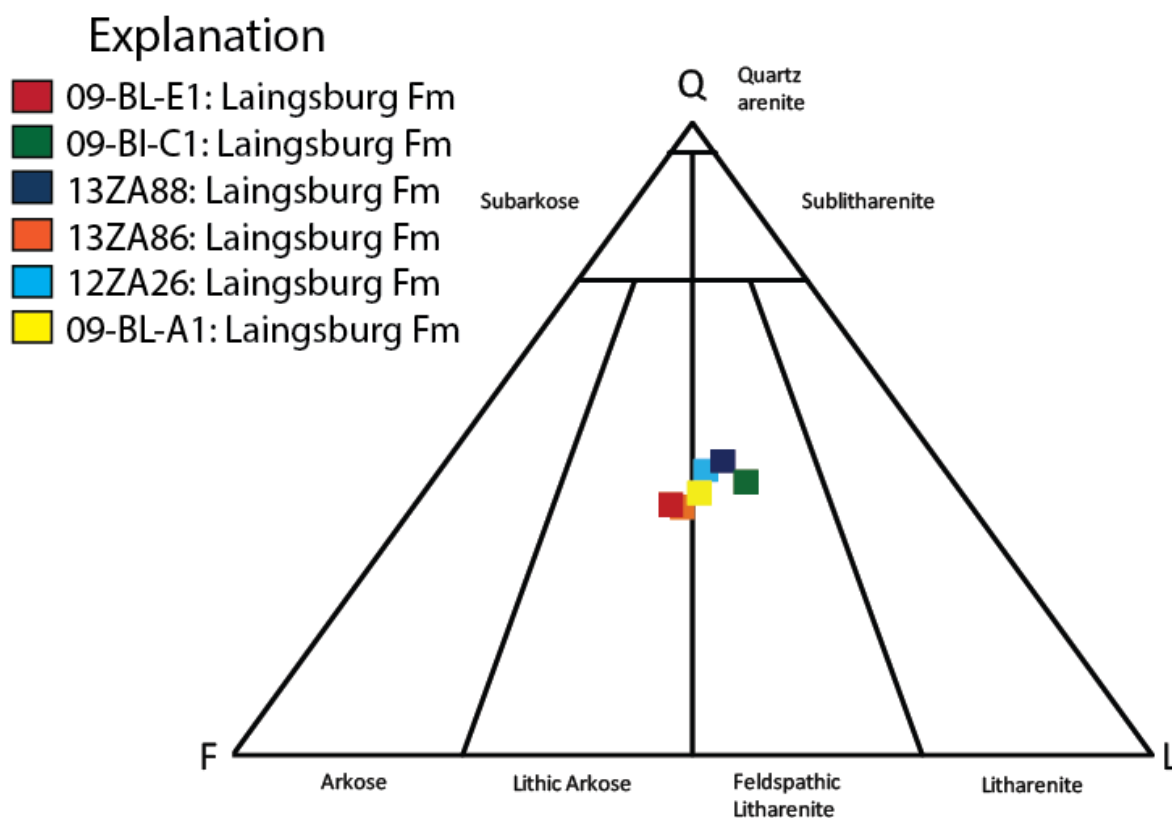 Explanation
09-BL-E1: Laingsburg Fm
09-Bl-C1: Laingsburg Fm
13ZA88: Laingsburg Fm
13ZA86: Laingsburg Fm
12ZA26: Laingsburg Fm
09-BL-A1: Laingsburg Fm
Q
Quartz
arenite
Subarkose
Sublitharenite
F
L
Arkose
Lithic Arkose
Feldspathic
Litharenite
Litharenite